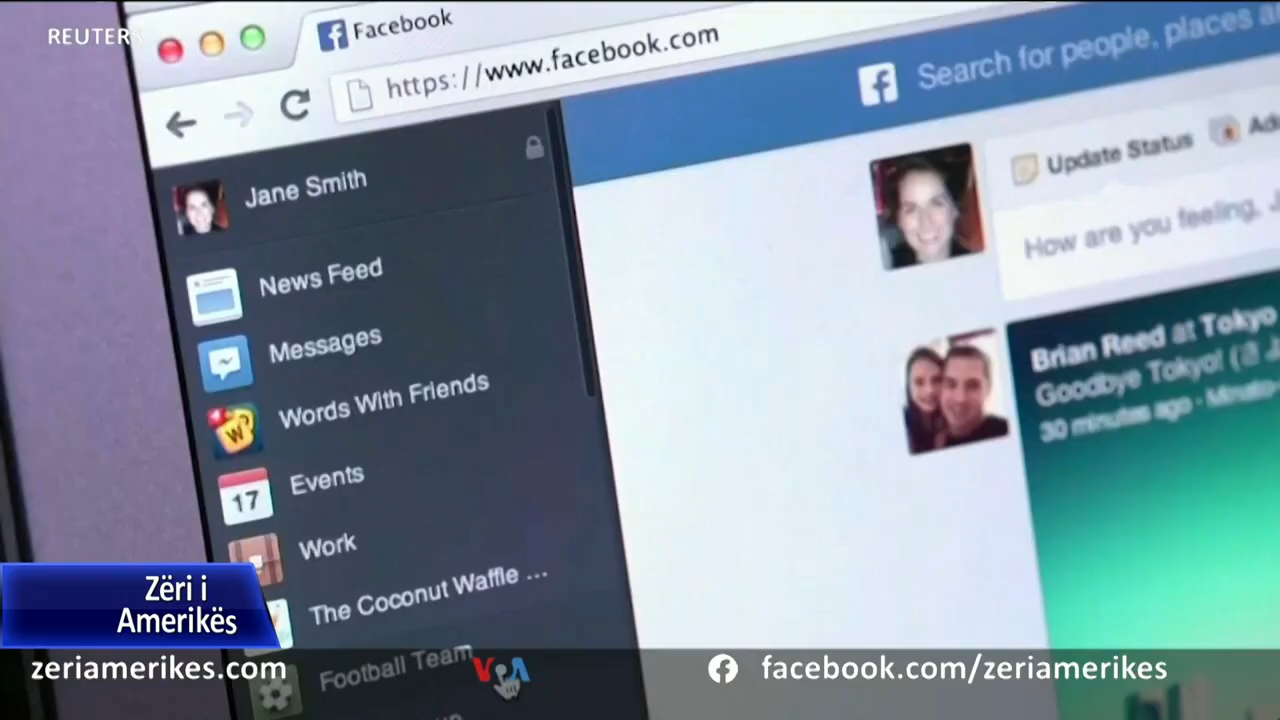 REUTERS
Facebook
https://www.facebook.com
Search for people, places a
Jane Smith
News Feed
Messages
Words With Friends
W
Events
17
Work
The Coconut Waffle ...
Football Team
Update Status
How are you feeling, J
Brian Reed at Tokyo
Goodbye Tokyo!
30 minutes ago · Minato-
Zëri i
Amerikës
zeriamerikes.com
VOA
facebook.com/zeriamerikes